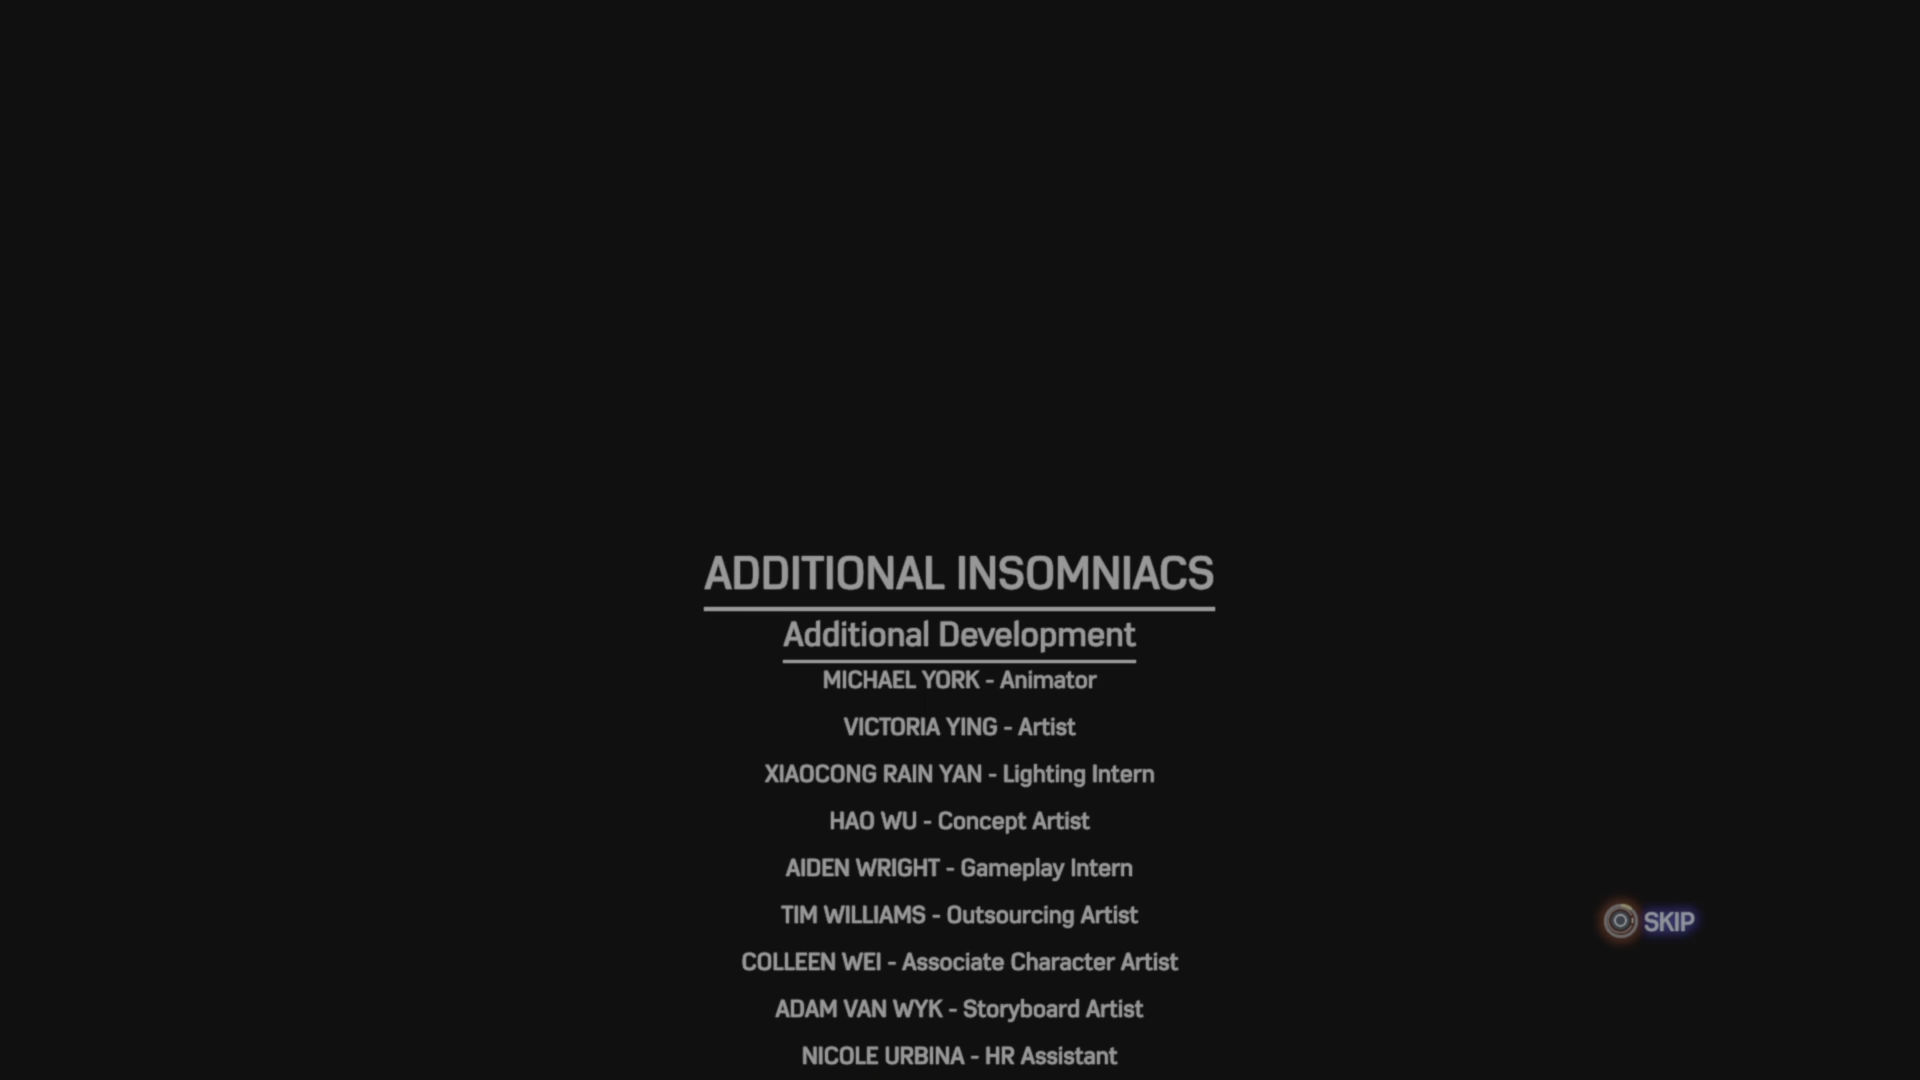 ADDITIONAL INSOMNIACS
Additional Development
MICHAEL YORK - Animator
VICTORIA YING - Artist
XIAOCONG RAIN YAN - Lighting Intern
HAO WU - Concept Artist
AIDEN WRIGHT - Gameplay Intern
TIM WILLIAMS - Outsourcing Artist
SKIP
COLLEEN WEI - Associate Character Artist
ADAM VAN WYK - Storyboard Artist
NICOLE URBINA - HR Assistant